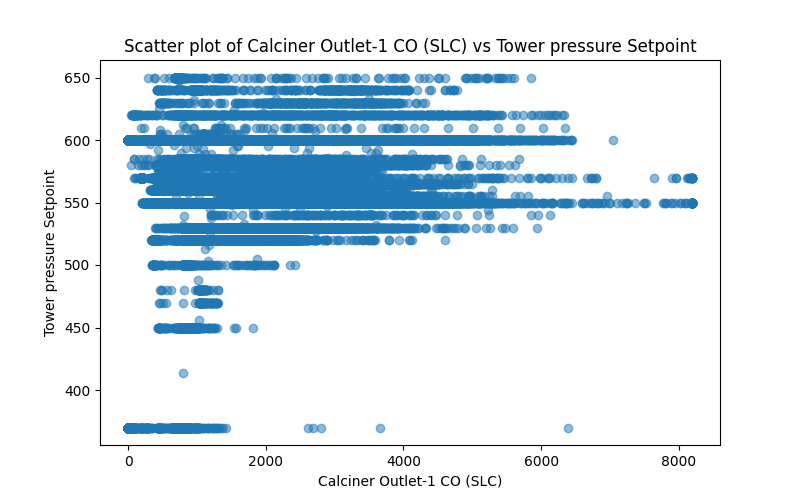 Scatter plot of Calciner Outlet-1 CO (SLC) vs Tower pressure Setpoint
650
600
550
500
450
400
Tower pressure Setpoint
0 2000 4000 6000 8000
Calciner Outlet-1 CO (SLC)